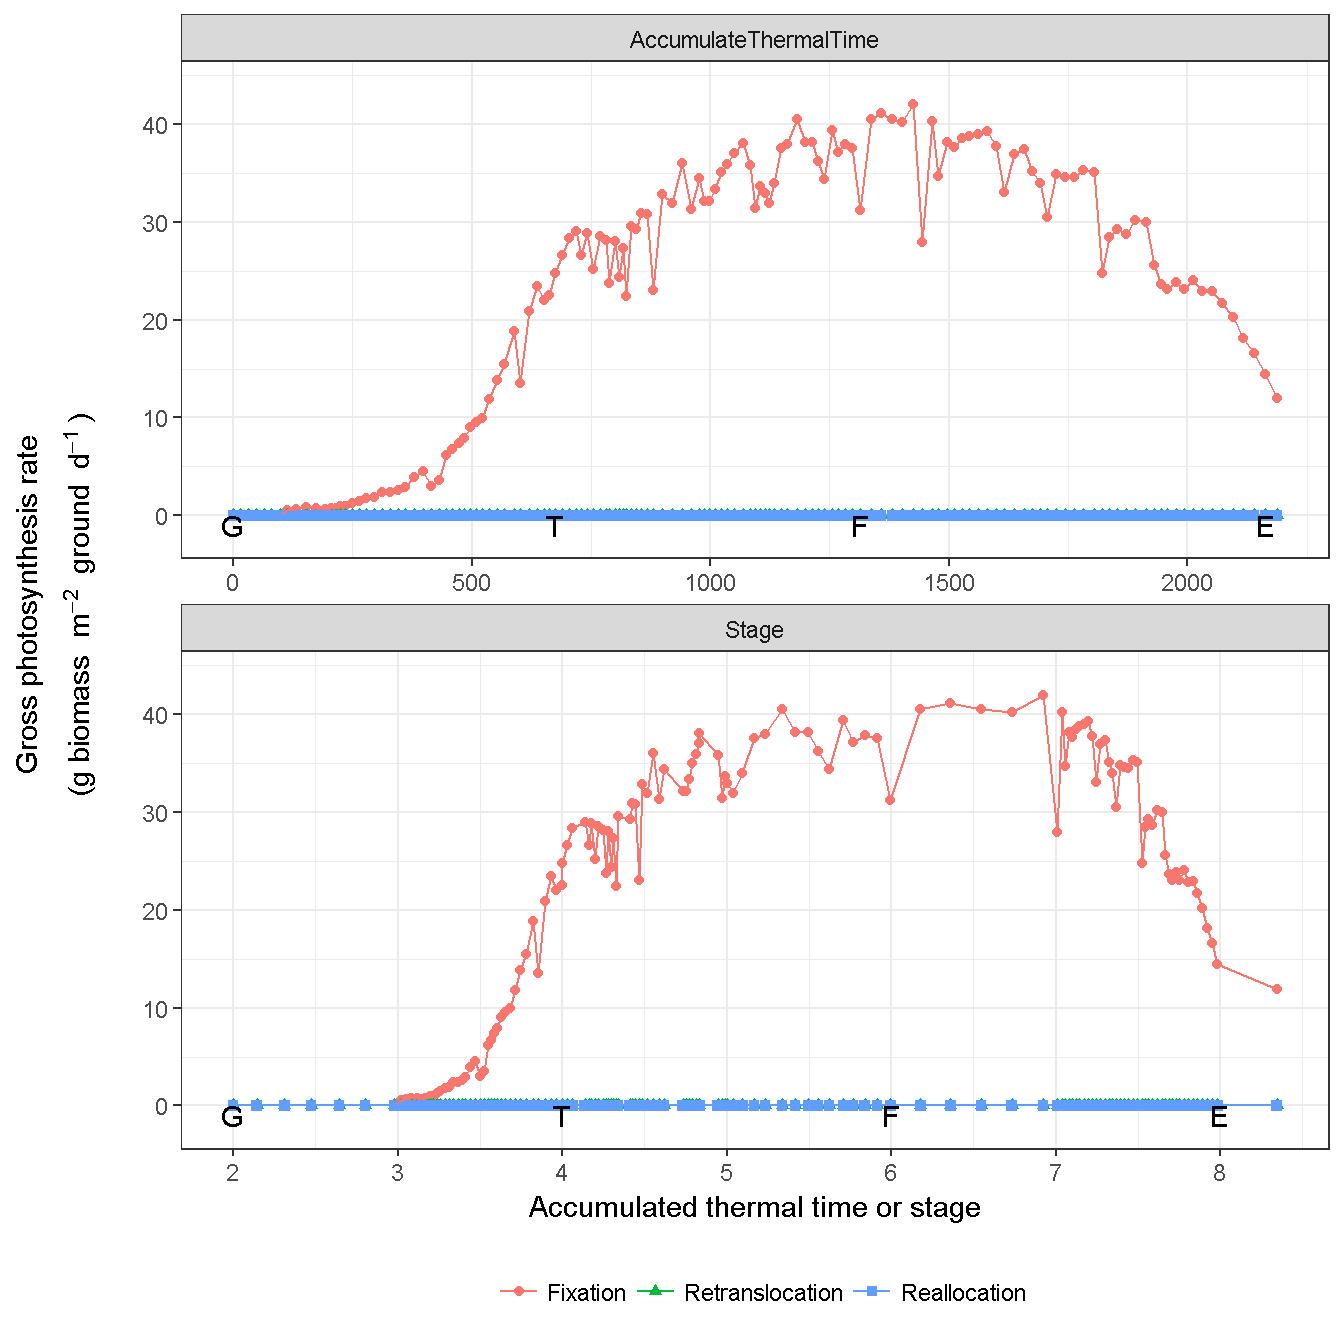 AccumulateThermalTime
40
30
20
10
0
G T F E
0 500 1000 1500 2000
Gross photosynthesis rate
(g biomass m⁻² ground d⁻¹ )
Stage
40
30
20
10
0
G T F E
2 3 4 5 6 7 8
Accumulated thermal time or stage
Fixation Retranslocation Reallocation